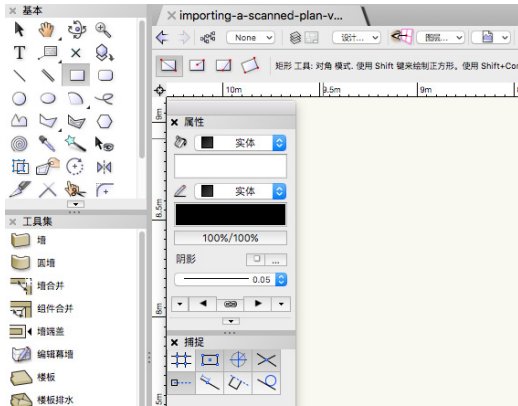 基本
importing-a-scanned-plan-v...
None
设计...
图层...
矩形 工具: 对角 模式. 使用 Shift 键来绘制正方形。使用 Shift+Cor
10m
9.5m
9m
9m
属性
实体
实体
8.5m
100%/100%
阴影
...
0.05
8m
捕捉
工具集
墙
圆墙
墙合并
组件合并
墙端盖
编辑幕墙
楼板
楼板排水